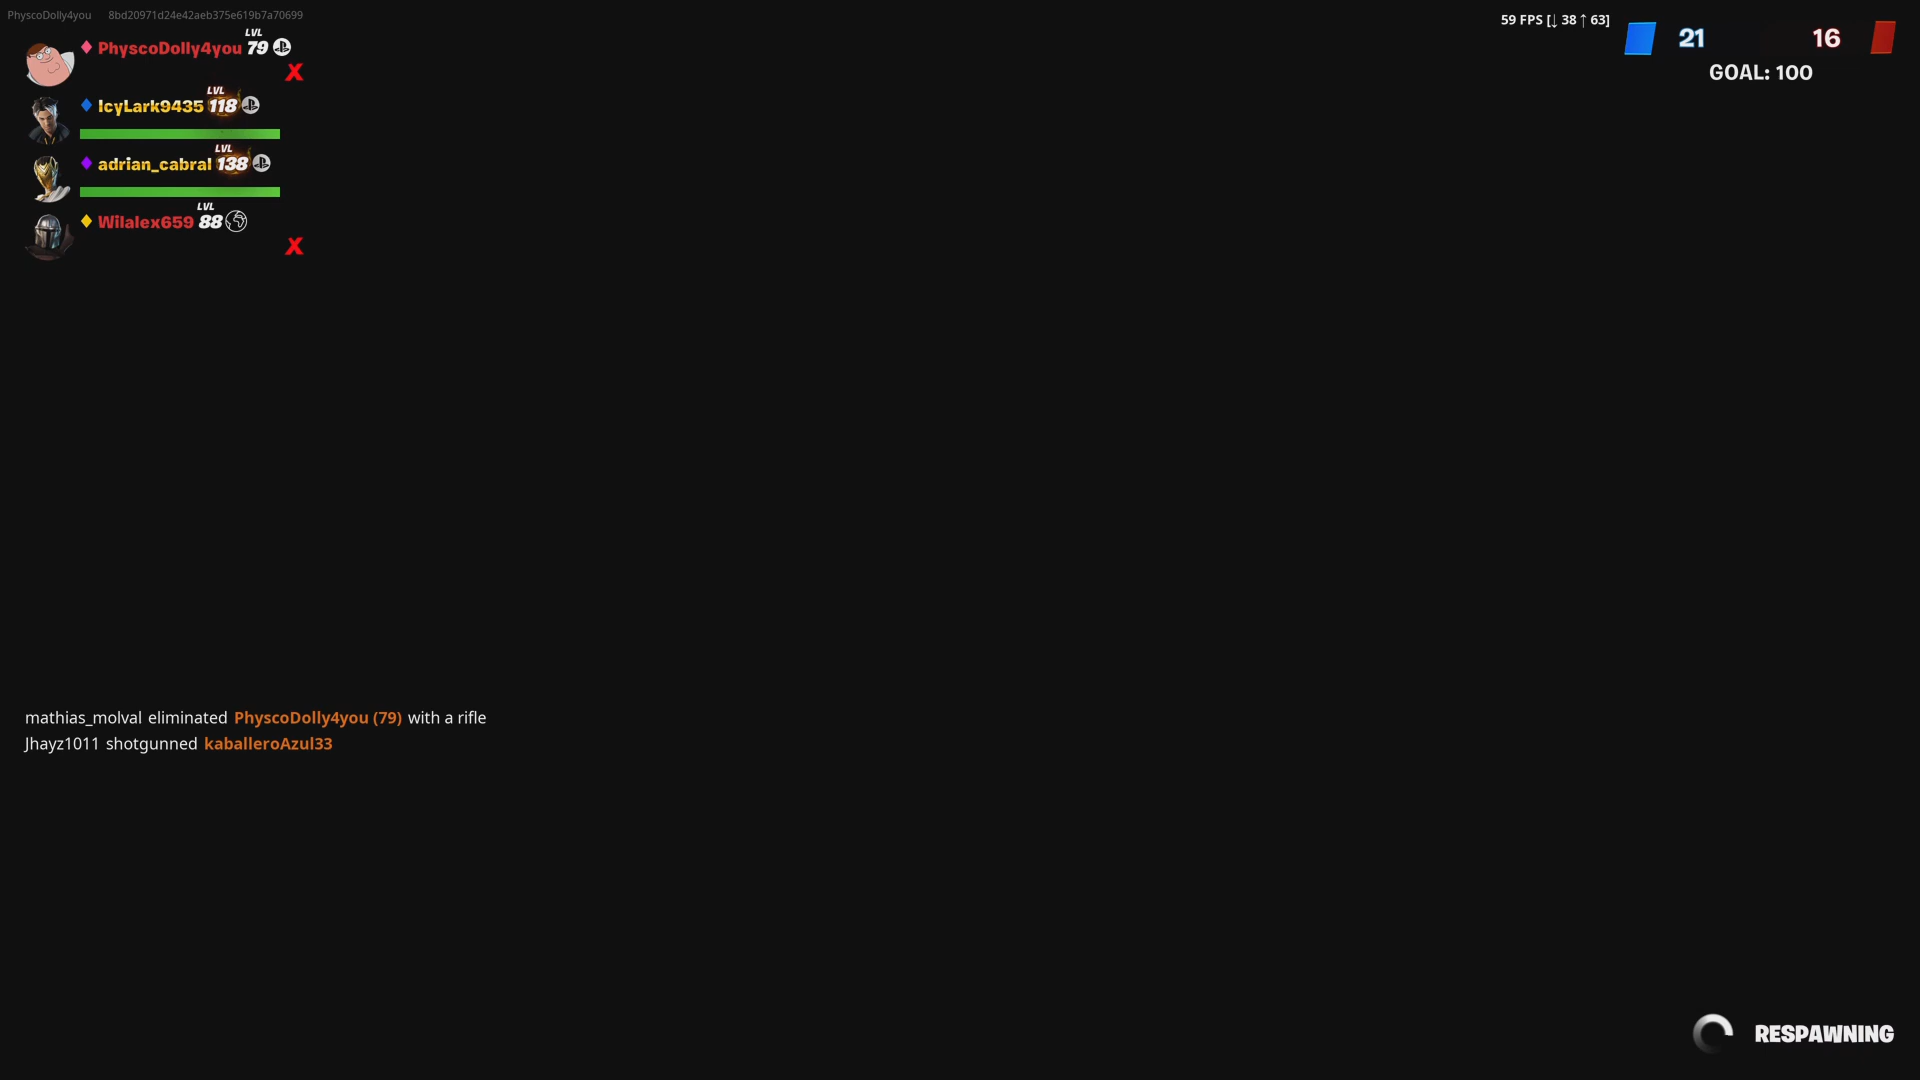 PhyscoDolly4you 8bd20971d24e42aeb375e619b7a70699
59 FPS [↓ 38 ↑ 63]
21 16
GOAL: 100
LVL
PhyscoDolly4you 79
X
LVL
IcyLark9435 118
LVL
adrian_cabral 138
LVL
Wilalex659 88
X
mathias_molval eliminated PhyscoDolly4you (79) with a rifle
Jhayz1011 shotgunned kaballeroAzul33
RESPAWNING